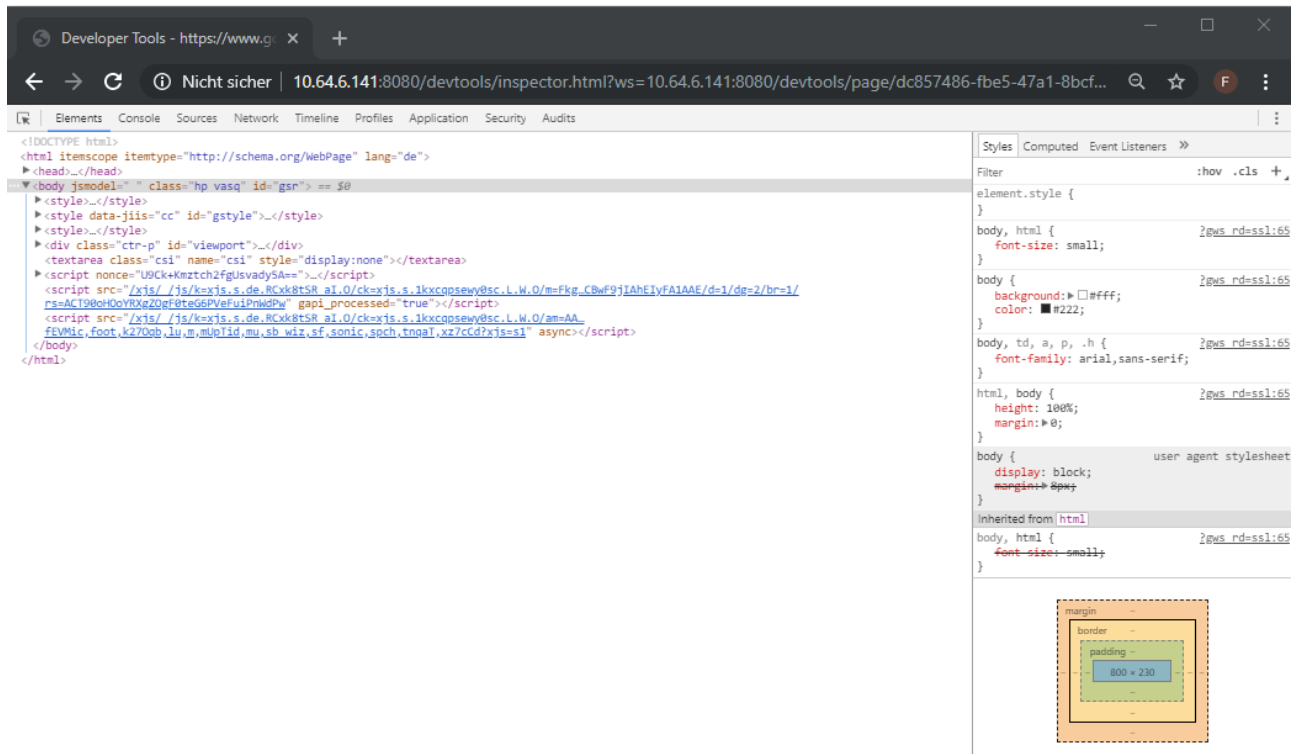 Developer Tools - https://www.go
Nicht sicher | 10.64.6.141:8080/devtools/inspector.html?ws=10.64.6.141:8080/devtools/page/dc857486-fbe5-47a1-8bcf... F
Elements Console Sources Network Timeline Profiles Application Security Audits
<!DOCTYPE html>
<html itemscope itemtype="http://schema.org/WebPage" lang="de">
<head>…</head>
<body jsmodel=" " class="hp vasq" id="gsr"> == $0
<style>…</style>
<style data-jiis="cc" id="gstyle">…</style>
<style>…</style>
<div class="ctr-p" id="viewport">…</div>
<textarea class="csi" name="csi" style="display:none"></textarea>
<script nonce="U9Ck+Kmztch2fgUsvady5A==">…</script>
<script src="/xjs/_/js/k=xjs.s.de.RCxk8tSR_aI.O/ck=xjs.s.1kxcqpsewy0sc.L.W.O/m=Fkg…CBwF9jIAhEIyFA1AAE/d=1/dg=2/br=1/
rs=ACT90oHOoYRXgZOgF0teG6PVeFuiPnWdPw" gapi_processed="true"></script>
<script src="/xjs/_/js/k=xjs.s.de.RCxk8tSR_aI.O/ck=xjs.s.1kxcqpsewy0sc.L.W.O/am=AA…
fEVMic,foot,k27Oqb,lu,m,mUpTid,mu,sb_wiz,sf,sonic,spch,tnqaT,xz7cCd?xjs=s1" async></script>
</body>
</html>
Styles Computed Event Listeners »
Filter :hov .cls +
element.style {
}
body, html { ?gws_rd=ssl:65
font-size: small;
}
body { ?gws_rd=ssl:65
background: #fff;
color: #222;
}
body, td, a, p, .h { ?gws_rd=ssl:65
font-family: arial,sans-serif;
}
html, body { ?gws_rd=ssl:65
height: 100%;
margin: 0;
}
body { user agent stylesheet
display: block;
margin: 8px;
}
Inherited from html
body, html { ?gws_rd=ssl:65
font-size: small;
}
margin -
border -
padding -
- - - 800 × 230 - - -
-
-
-